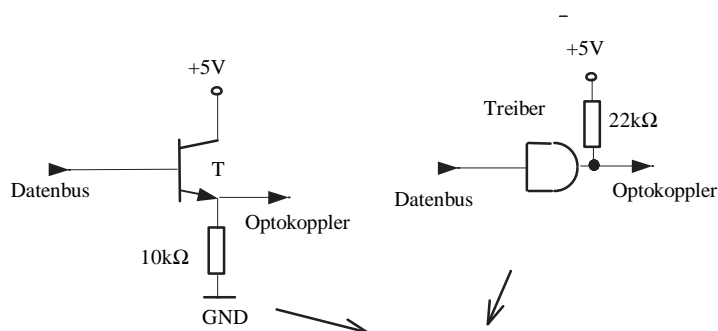 +5V
T
Datenbus
Optokoppler
10kΩ
GND
+5V
Treiber
22kΩ
Datenbus
Optokoppler